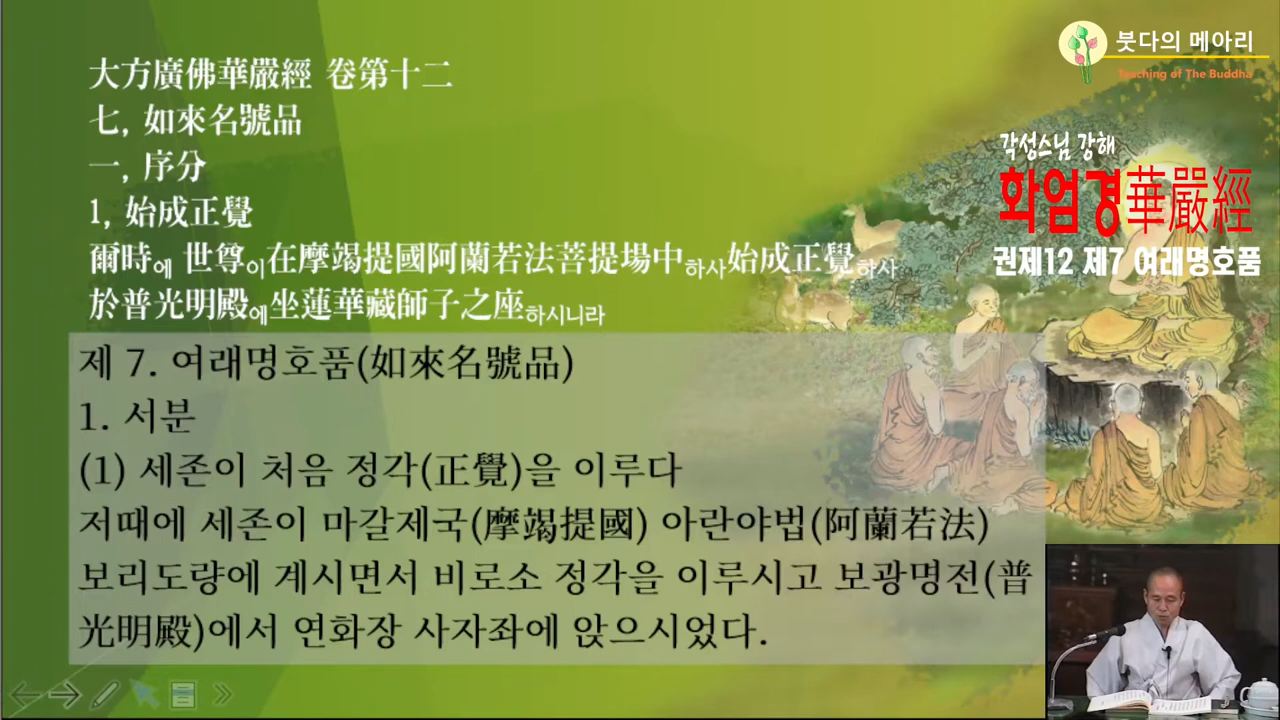 大方廣佛華嚴經 卷第十二
七, 如來名號品
一, 序分
1, 始成正覺
爾時에 世尊이在摩竭提國阿蘭若法菩提場中하사始成正覺하사
於普光明殿에坐蓮華藏師子之座하시니라
제 7. 여래명호품(如來名號品)
1. 서분
(1) 세존이 처음 정각(正覺)을 이루다
저때에 세존이 마갈제국(摩竭提國) 아란야법(阿蘭若法)
보리도량에 계시면서 비로소 정각을 이루시고 보광명전(普
光明殿)에서 연화장 사자좌에 앉으시었다.
붓다의 메아리
Teaching of The Buddha
각성스님 강해
화엄경華嚴經
권제12 제7 여래명호품